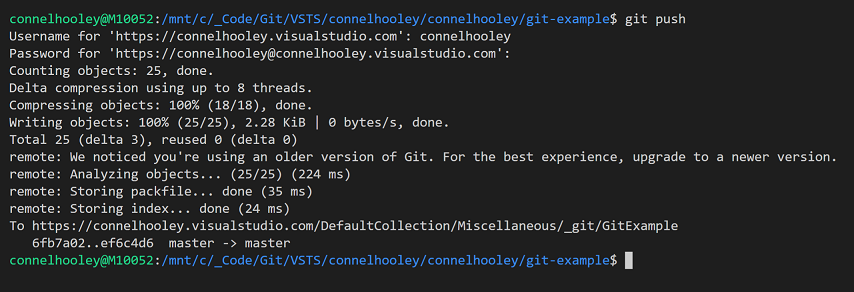 connelhooley@M10052:/mnt/c/_Code/Git/VSTS/connelhooley/connelhooley/git-example$ git push
Username for 'https://connelhooley.visualstudio.com': connelhooley
Password for 'https://connelhooley@connelhooley.visualstudio.com':
Counting objects: 25, done.
Delta compression using up to 8 threads.
Compressing objects: 100% (18/18), done.
Writing objects: 100% (25/25), 2.28 KiB | 0 bytes/s, done.
Total 25 (delta 3), reused 0 (delta 0)
remote: We noticed you're using an older version of Git. For the best experience, upgrade to a newer version.
remote: Analyzing objects... (25/25) (224 ms)
remote: Storing packfile... done (35 ms)
remote: Storing index... done (24 ms)
To https://connelhooley.visualstudio.com/DefaultCollection/Miscellaneous/_git/GitExample
   6fb7a02..ef6c4d6  master -> master
connelhooley@M10052:/mnt/c/_Code/Git/VSTS/connelhooley/connelhooley/git-example$